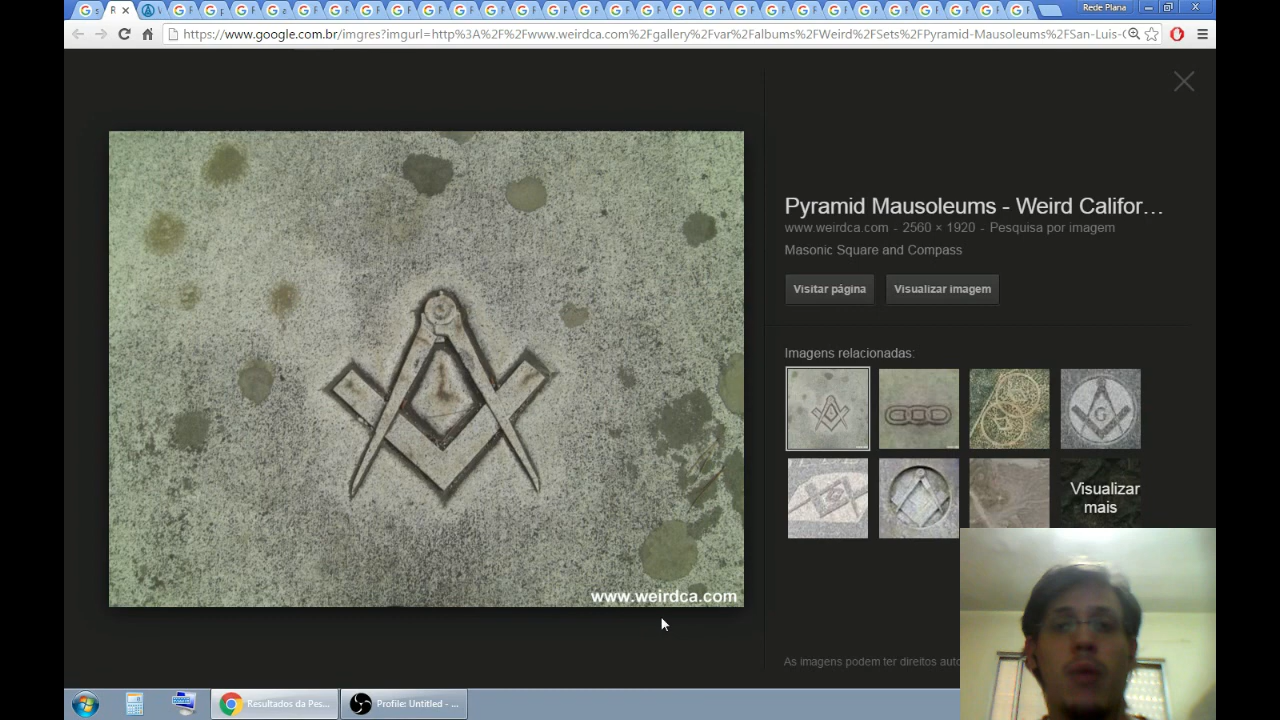 Rede Plana
https://www.google.com.br/imgres?imgurl=http%3A%2F%2Fwww.weirdca.com%2Fgallery%2Fvar%2Falbums%2FWeird%2FSets%2FPyramid-Mausoleums%2FSan-Luis-
Pyramid Mausoleums - Weird Califor…
www.weirdca.com - 2560 × 1920 - Pesquisa por imagem
Masonic Square and Compass
Visitar página
Visualizar imagem
Imagens relacionadas:
G
Visualizar
mais
www.weirdca.com
As imagens podem ter direitos
Resultados da Pes...
Profile: Untitled - ...